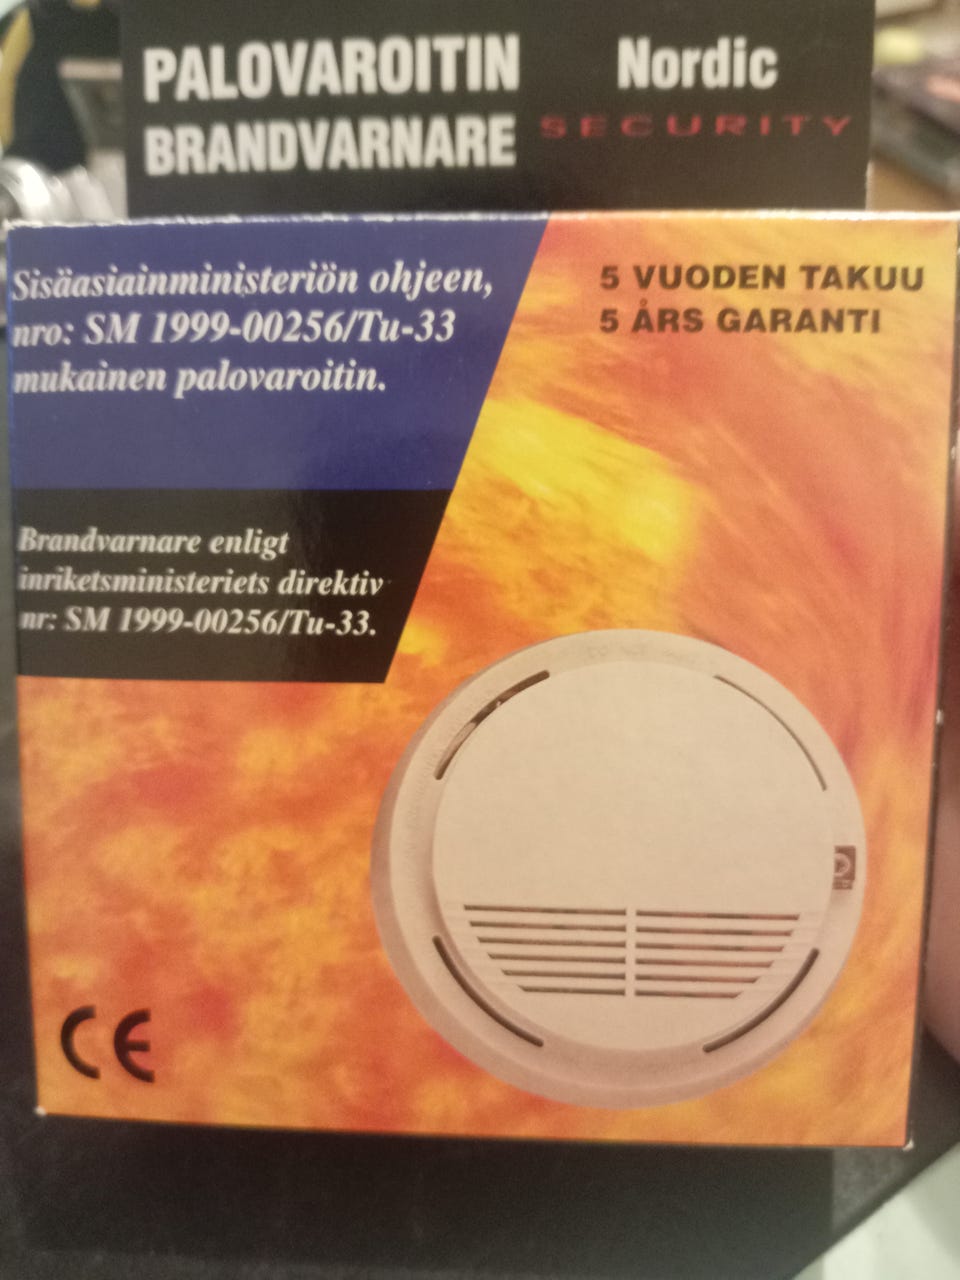 PALOVAROITIN
BRANDVARNARE
Nordic
SECURITY
Sisäasiainministeriön ohjeen,
nro: SM 1999-00256/Tu-33
mukainen palovaroitin.
5 VUODEN TAKUU
5 ÅRS GARANTI
Brandvarnare enligt
inriketsministeriets direktiv
nr: SM 1999-00256/Tu-33.
CE